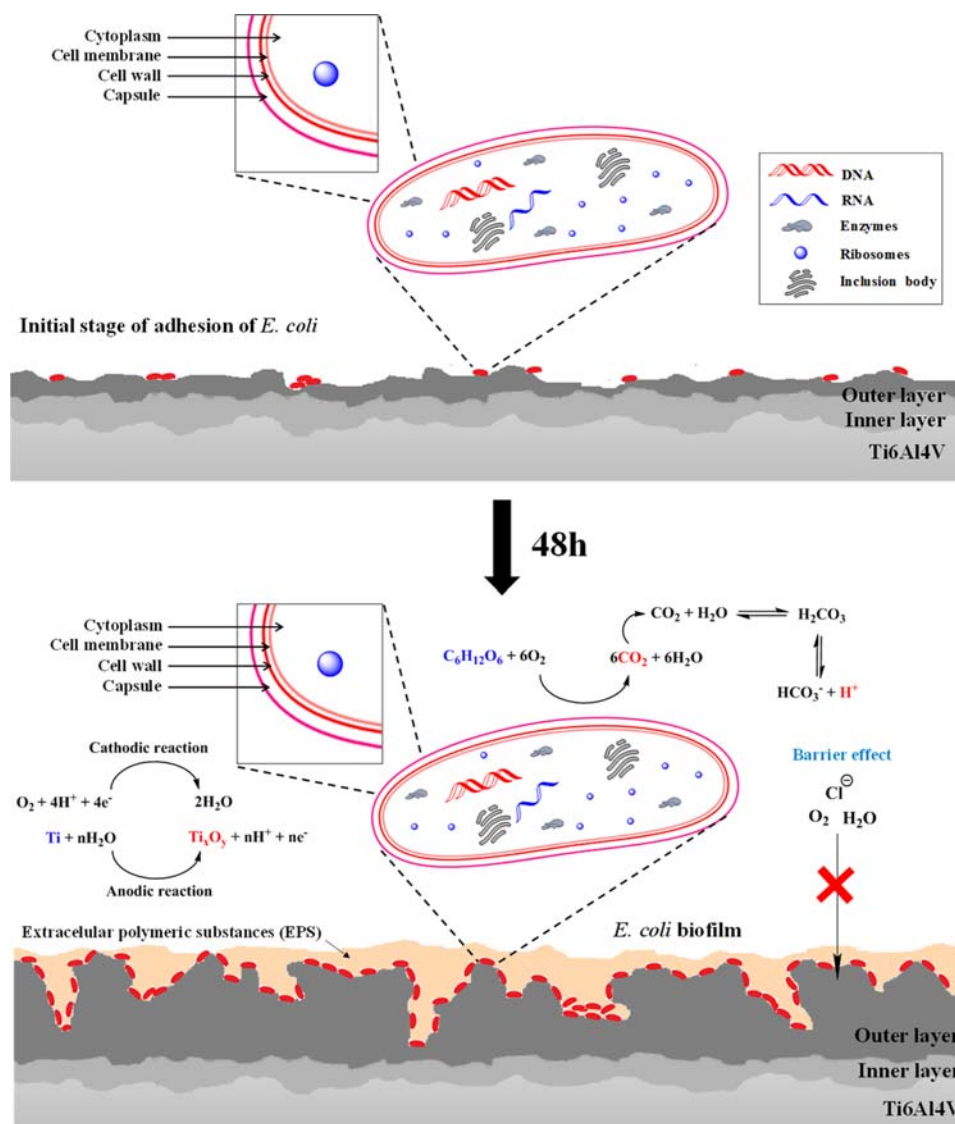 Cytoplasm
Cell membrane
Cell wall
Capsule
DNA
RNA
Enzymes
Ribosomes
Inclusion body
Initial stage of adhesion of E. coli
Outer layer
Inner layer
Ti6Al4V
48h
Cytoplasm
Cell membrane
Cell wall
Capsule
C₆H₁₂O₆ + 6O₂
6CO₂ + 6H₂O
CO₂ + H₂O
H₂CO₃
HCO₃⁻ + H⁺
Cathodic reaction
O₂ + 4H⁺ + 4e⁻ 2H₂O
Ti + nH₂O TiₓOᵧ + nH⁺ + ne⁻
Anodic reaction
Barrier effect
Cl⊖
O₂ H₂O
Extracelular polymeric substances (EPS)
E. coli biofilm
Outer layer
Inner layer
Ti6Al4V